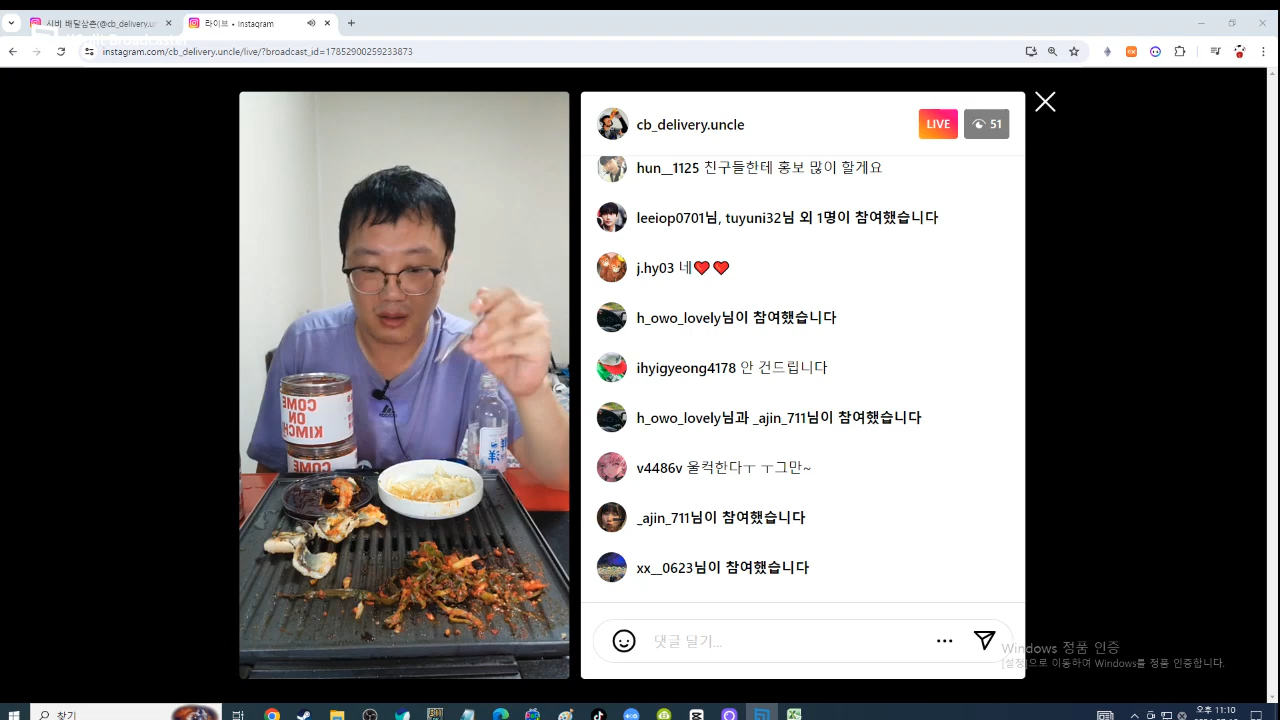 시바 배달삼촌(@cb_delivery.un
라이브 • Instagram
instagram.com/cb_delivery.uncle/live/?broadcast_id=17852900259233873
cb_delivery.uncle
LIVE
51
hun__1125 친구들한테 홍보 많이 할게요
leeiop0701님, tuyuni32님 외 1명이 참여했습니다
j.hy03 네❤️❤️
h_owo_lovely님이 참여했습니다
ihyigyeong4178 안 건드립니다
h_owo_lovely님과 _ajin_711님이 참여했습니다
v4486v 울컥한다ㅜ ㅜ그만~
_ajin_711님이 참여했습니다
xx__0623님이 참여했습니다
댓글 달기...
COME
ON
KIMCH
COME
Windows 정품 인증
[설정]으로 이동하여 Windows를 정품 인증합니다.
찾기
오후 11:10